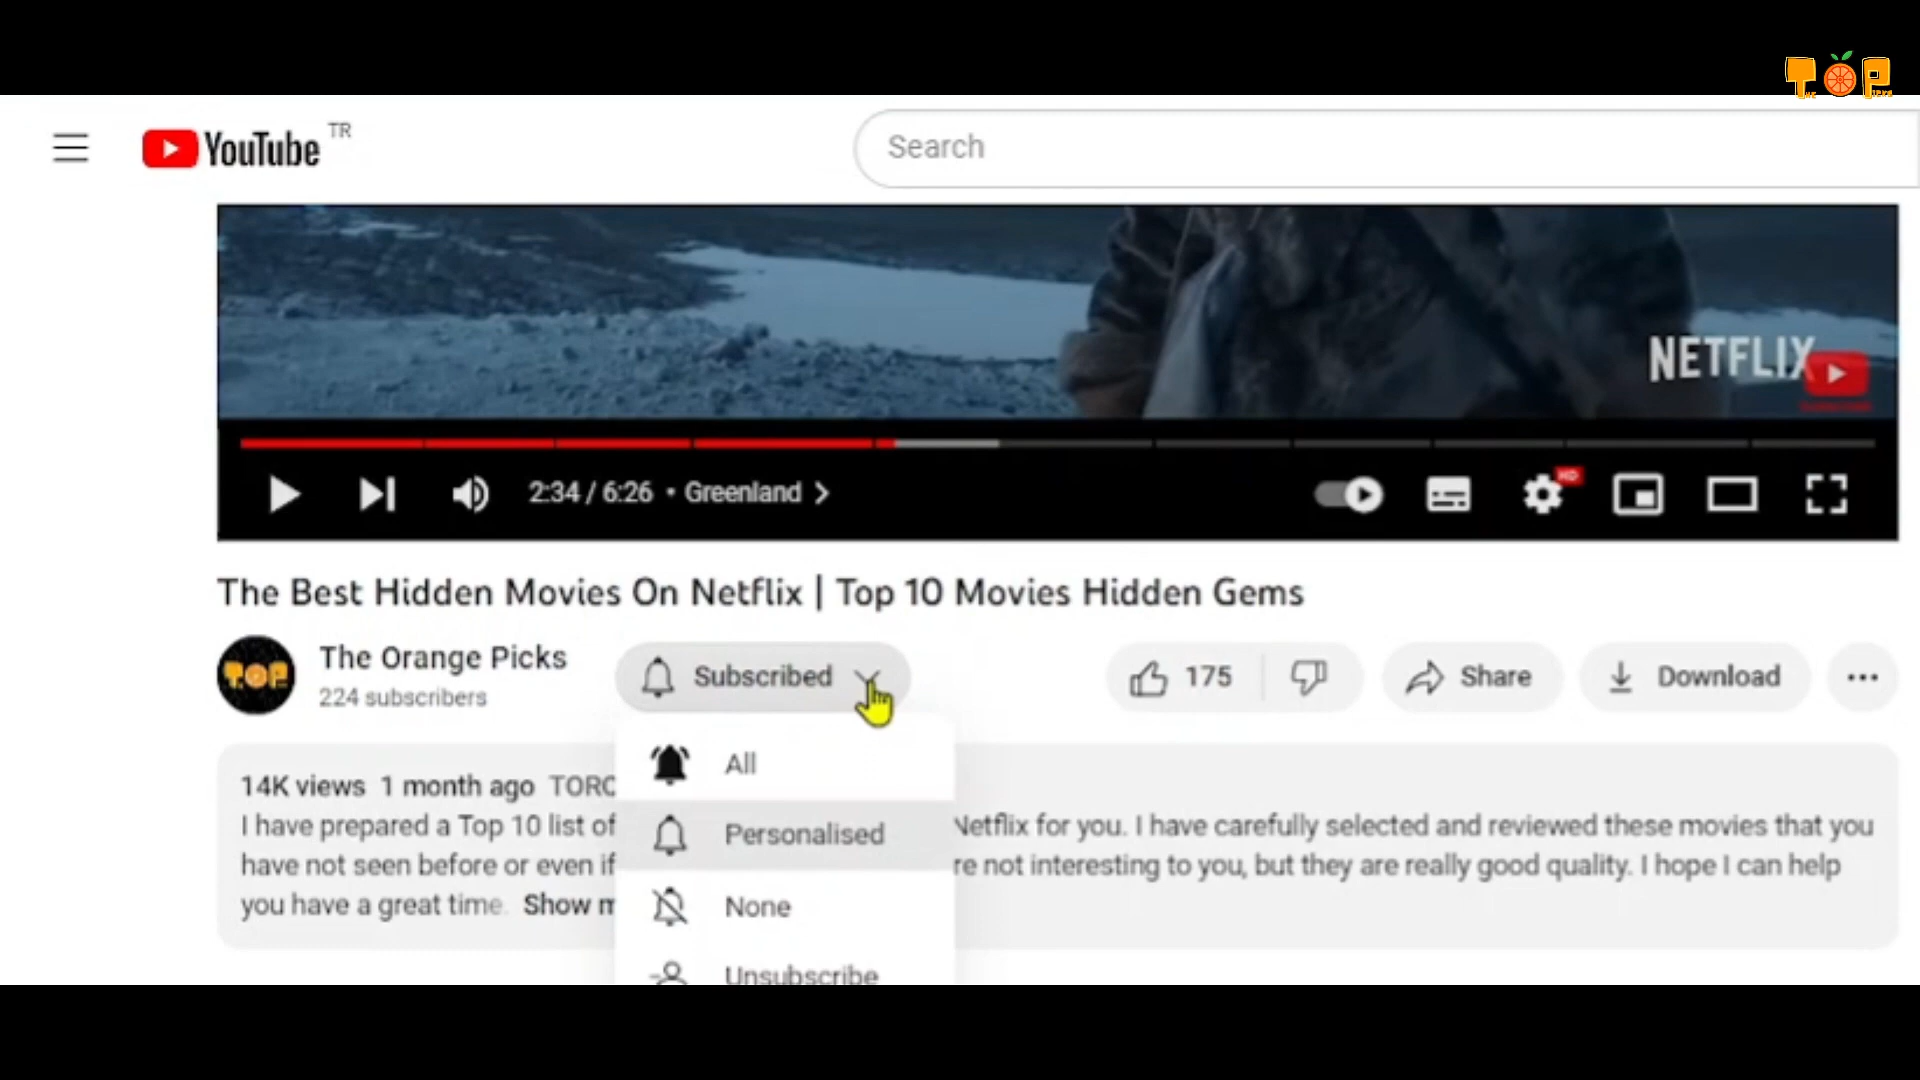 TOP
YouTube TR
Search
NETFLIX
2:34 / 6:26 • Greenland
HD
The Best Hidden Movies On Netflix | Top 10 Movies Hidden Gems
TOP
The Orange Picks
224 subscribers
Subscribed
175
Share
Download
All
Personalised
None
Unsubscribe
14K views 1 month ago
I have prepared a Top 10 list of Netflix for you. I have carefully selected and reviewed these movies that you
have not seen before or even if re not interesting to you, but they are really good quality. I hope I can help
you have a great time. Show